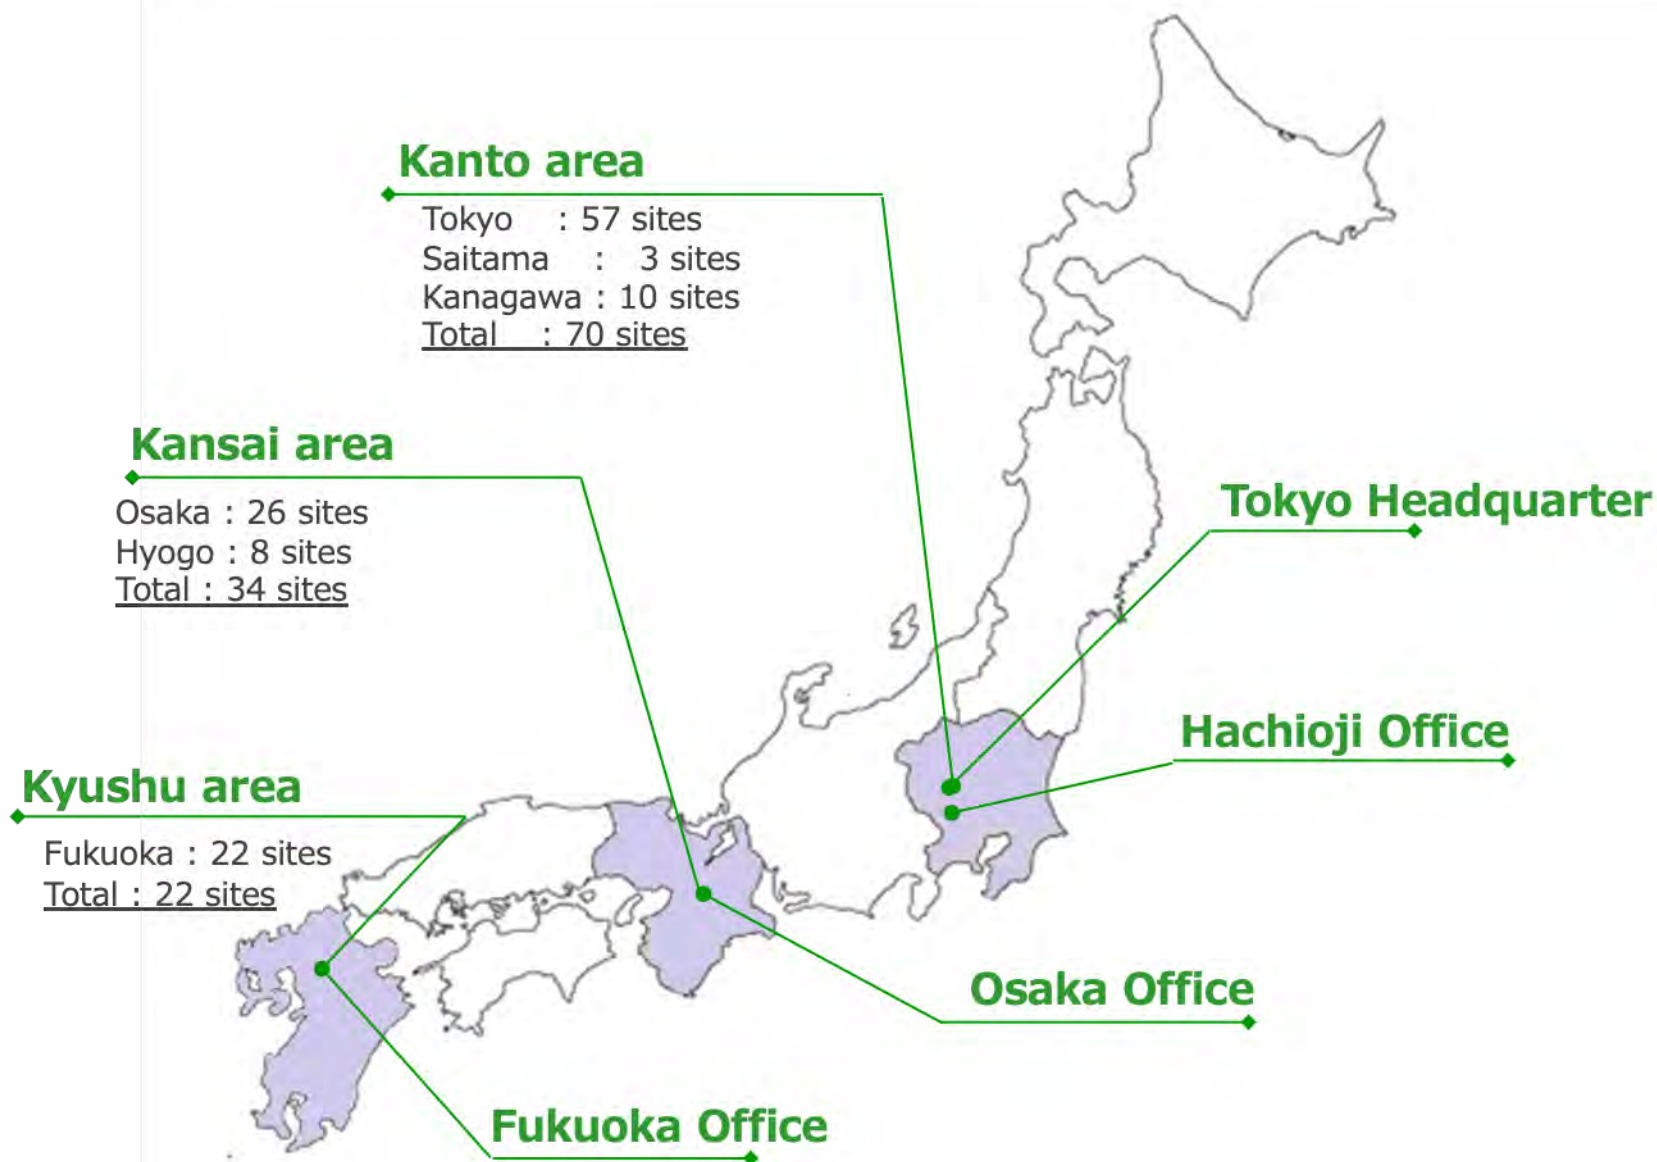 Kanto area
Tokyo : 57 sites
Saitama : 3 sites
Kanagawa : 10 sites
Total : 70 sites
Kansai area
Osaka : 26 sites
Hyogo : 8 sites
Total : 34 sites
Tokyo Headquarter
Hachioji Office
Kyushu area
Fukuoka : 22 sites
Total : 22 sites
Osaka Office
Fukuoka Office